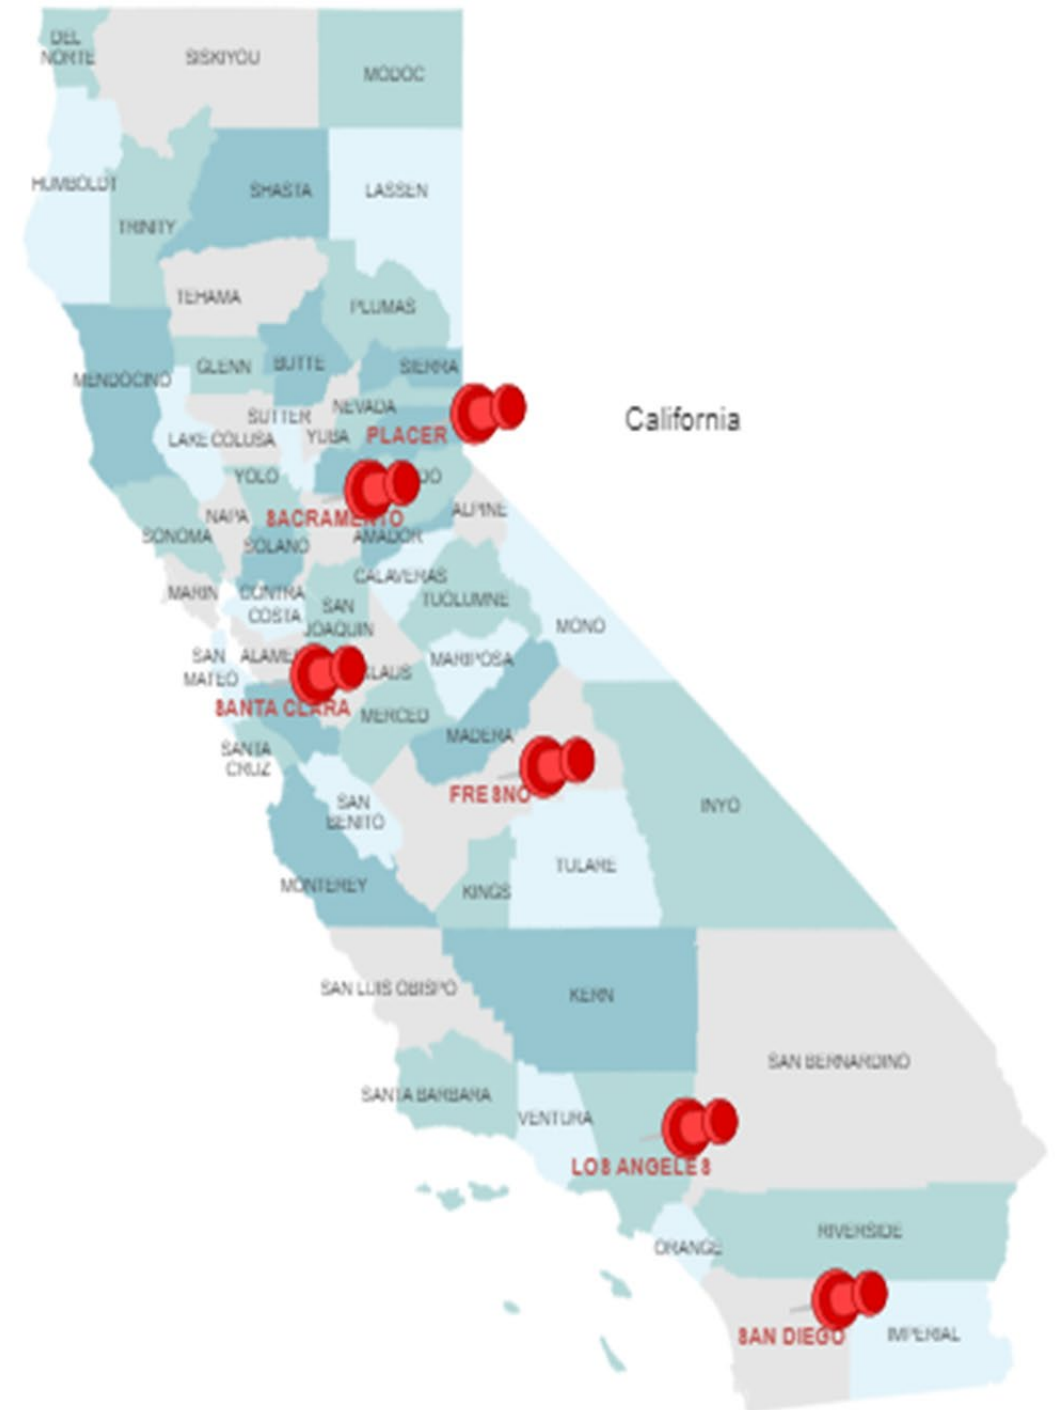 DEL
NORTE
SISKIYOU
MODOC
HUMBOLDT
SHASTA
LASSEN
TRINITY
TEHAMA
PLUMAS
GLENN
BUTTE
SIERRA
MENDOCINO
SUTTER
NEVADA
California
LAKE COLUSA
YUBA
PLACER
YOLO
DO
NAPA
SACRAMENTO
ALPINE
SONOMA
SOLANO
AMADOR
CALAVERAS
MARIN
CONTRA
COSTA
SAN
JOAQUIN
TUOLUMNE
MONO
SAN
MATEO
ALAME
LAUS
MARIPOSA
SANTA CLARA
MERCED
MADERA
SANTA
CRUZ
FRESNO
SAN
BENITO
INYO
TULARE
MONTEREY
KINGS
SAN LUIS OBISPO
KERN
SAN BERNARDINO
SANTA BARBARA
VENTURA
LOS ANGELES
RIVERSIDE
ORANGE
SAN DIEGO
IMPERIAL